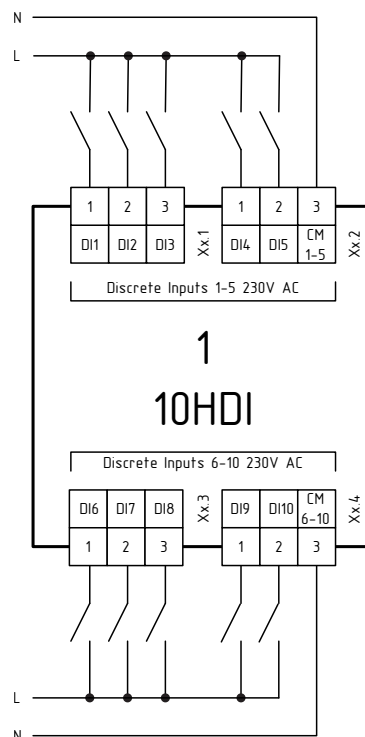 N
L
1 2 3 1 2 3
DI1 DI2 DI3 Xx.1 DI4 DI5 CM 1-5 Xx.2
Discrete Inputs 1-5 230V AC
1
10HDI
Discrete Inputs 6-10 230V AC
DI6 DI7 DI8 Xx.3 DI9 DI10 CM 6-10 Xx.4
1 2 3 1 2 3
L
N